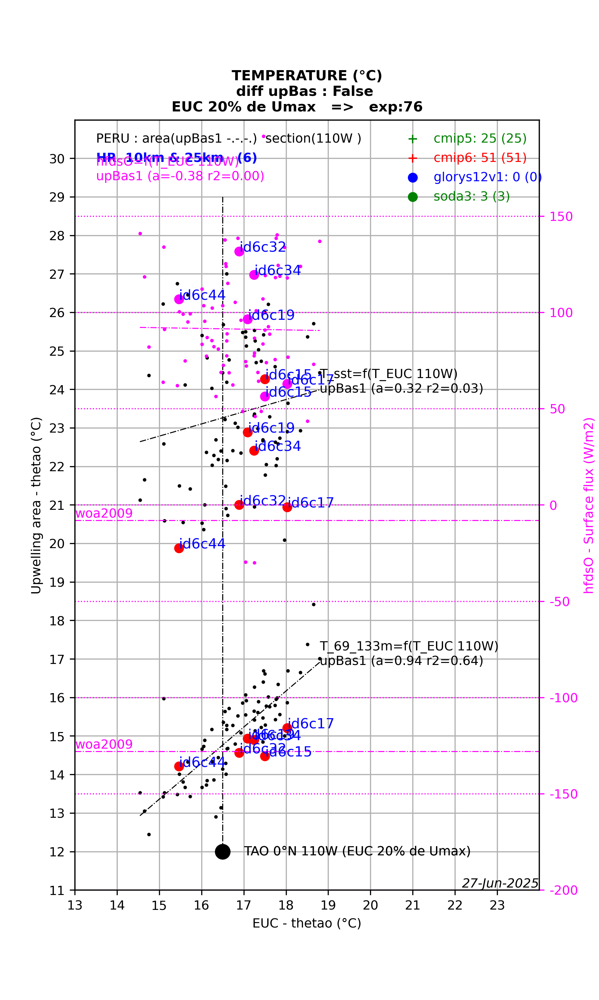 TEMPERATURE (°C)
diff upBas : False
EUC 20% de Umax => exp:76
PERU : area(upBas1 -.-.-.) section(110W )
HR 10km & 25km (6)
hfdsO=f(T_EUC 110W)
upBas1 (a=-0.38 r2=0.00)
cmip5: 25 (25)
cmip6: 51 (51)
glorys12v1: 0 (0)
soda3: 3 (3)
30
29
28
27
26
25
24
23
22
21
20
19
18
17
16
15
14
13
12
11
150
100
50
0
-50
-100
-150
-200
Upwelling area - thetao (°C)
hfdsO - Surface flux (W/m2)
id6c32
id6c34
id6c44
id6c19
id6c15
id6c17
id6c15
T_sst=f(T_EUC 110W)
upBas1 (a=0.32 r2=0.03)
id6c19
id6c34
id6c32
id6c17
woa2009
id6c44
T_69_133m=f(T_EUC 110W)
upBas1 (a=0.94 r2=0.64)
id6c17
id6c19
id6c34
woa2009
id6c32
id6c15
id6c44
TAO 0°N 110W (EUC 20% de Umax)
27-Jun-2025
13 14 15 16 17 18 19 20 21 22 23
EUC - thetao (°C)